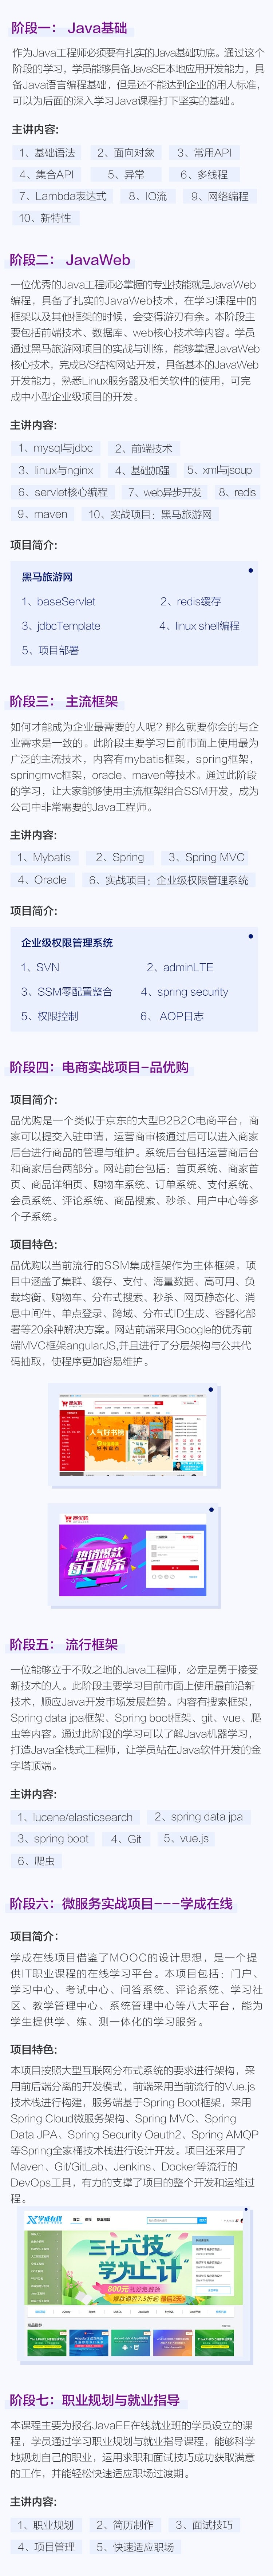 阶段一： Java基础
作为Java工程师必须要有扎实的Java基础功底。通过这个
阶段的学习，学员能够具备JavaSE本地应用开发能力，具
备Java语言编程基础，但是还不能达到企业的用人标准，
可以为后面的深入学习Java课程打下坚实的基础。
主讲内容：
1、基础语法 2、面向对象 3、常用API
4、集合API 5、异常 6、多线程
7、Lambda表达式 8、IO流 9、网络编程
10、新特性
阶段二： JavaWeb
一位优秀的Java工程师必掌握的专业技能就是JavaWeb
编程，具备了扎实的JavaWeb技术，在学习课程中的
框架以及其他框架的时候，会变得游刃有余。本阶段主
要包括前端技术、数据库、web核心技术等内容。学员
通过黑马旅游网项目的实战与训练，能够掌握JavaWeb
核心技术，完成B/S结构网站开发，具备基本的JavaWeb
开发能力，熟悉Linux服务器及相关软件的使用，可完
成中小型企业级项目的开发。
主讲内容：
1、mysql与jdbc 2、前端技术
3、linux与nginx 4、基础加强 5、xml与jsoup
6、servlet核心编程 7、web异步开发 8、redis
9、maven 10、实战项目：黑马旅游网
项目简介：
黑马旅游网
1、baseServlet 2、redis缓存
3、jdbcTemplate 4、linux shell编程
5、项目部署
阶段三： 主流框架
如何才能成为企业最需要的人呢？那么就要你会的与企
业需求是一致的。此阶段主要学习目前市面上使用最为
广泛的主流技术，内容有mybatis框架，spring框架，
springmvc框架，oracle、maven等技术。通过此阶段
的学习，让大家能够使用主流框架组合SSM开发，成为
公司中非常需要的Java工程师。
主讲内容：
1、Mybatis 2、Spring 3、Spring MVC
4、Oracle 6、实战项目：企业级权限管理系统
项目简介：
企业级权限管理系统
1、SVN 2、adminLTE
3、SSM零配置整合 4、spring security
5、权限控制 6、 AOP日志
阶段四：电商实战项目-品优购
项目简介：
品优购是一个类似于京东的大型B2B2C电商平台，商
家可以提交入驻申请，运营商审核通过后可以进入商家
后台进行商品的管理与维护。系统后台包括运营商后台
和商家后台两部分。网站前台包括：首页系统、商家首
页、商品详细页、购物车系统、订单系统、支付系统、
会员系统、评论系统、商品搜索、秒杀、用户中心等多
个子系统。
项目特色：
品优购以当前流行的SSM集成框架作为主体框架，项
目中涵盖了集群、缓存、支付、海量数据、高可用、负
载均衡、购物车、分布式搜索、秒杀、网页静态化、消
息中间件、单点登录、跨域、分布式ID生成、容器化部
署等20余种解决方案。网站前端采用Google的优秀前
端MVC框架angularJS,并且进行了分层架构与公共代
码抽取，使程序更加容易维护。
品优购
人气好书榜
品优购
热销爆款
每日秒杀
阶段五： 流行框架
一位能够立于不败之地的Java工程师，必定是勇于接受
新技术的人。此阶段主要学习目前市面上使用最前沿新
技术，顺应Java开发市场发展趋势。内容有搜索框架，
Spring data jpa框架、Spring boot框架、git、vue、爬
虫等内容。通过此阶段的学习可以了解Java机器学习，
打造Java全栈式工程师，让学员站在Java软件开发的金
字塔顶端。
主讲内容：
1、lucene/elasticsearch 2、spring data jpa
3、spring boot 4、Git 5、vue.js
6、爬虫
阶段六：微服务实战项目---学成在线
项目简介：
学成在线项目借鉴了MOOC的设计思想，是一个提
供IT职业课程的在线学习平台。本项目包括：门户、
学习中心、考试中心、问答系统、评论系统、学习社
区、教学管理中心、系统管理中心等八大平台，能为
学生提供学、练、测一体化的学习服务。
项目特色：
本项目按照大型互联网分布式系统的要求进行架构，采
用前后端分离的开发模式，前端采用当前流行的Vue.js
技术栈进行构建，服务端基于Spring Boot框架，采用
Spring Cloud微服务架构、Spring MVC、Spring
Data JPA、Spring Security Oauth2、Spring AMQP
等Spring全家桶技术栈进行设计开发。项目还采用了
Maven、Git/GitLab、Jenkins、Docker等流行的
DevOps工具，有力的支撑了项目的整个开发和运维过
程。
学成在线
三十六技
学为上计
800元
阶段七：职业规划与就业指导
本课程主要为报名JavaEE在线就业班的学员设立的课
程，学员通过学习职业规划与就业指导课程，能够科学
地规划自己的职业，运用求职和面试技巧成功获取满意
的工作，并能轻松快速适应职场过渡期。
主讲内容：
1、职业规划 2、简历制作 3、面试技巧
4、项目管理 5、快速适应职场